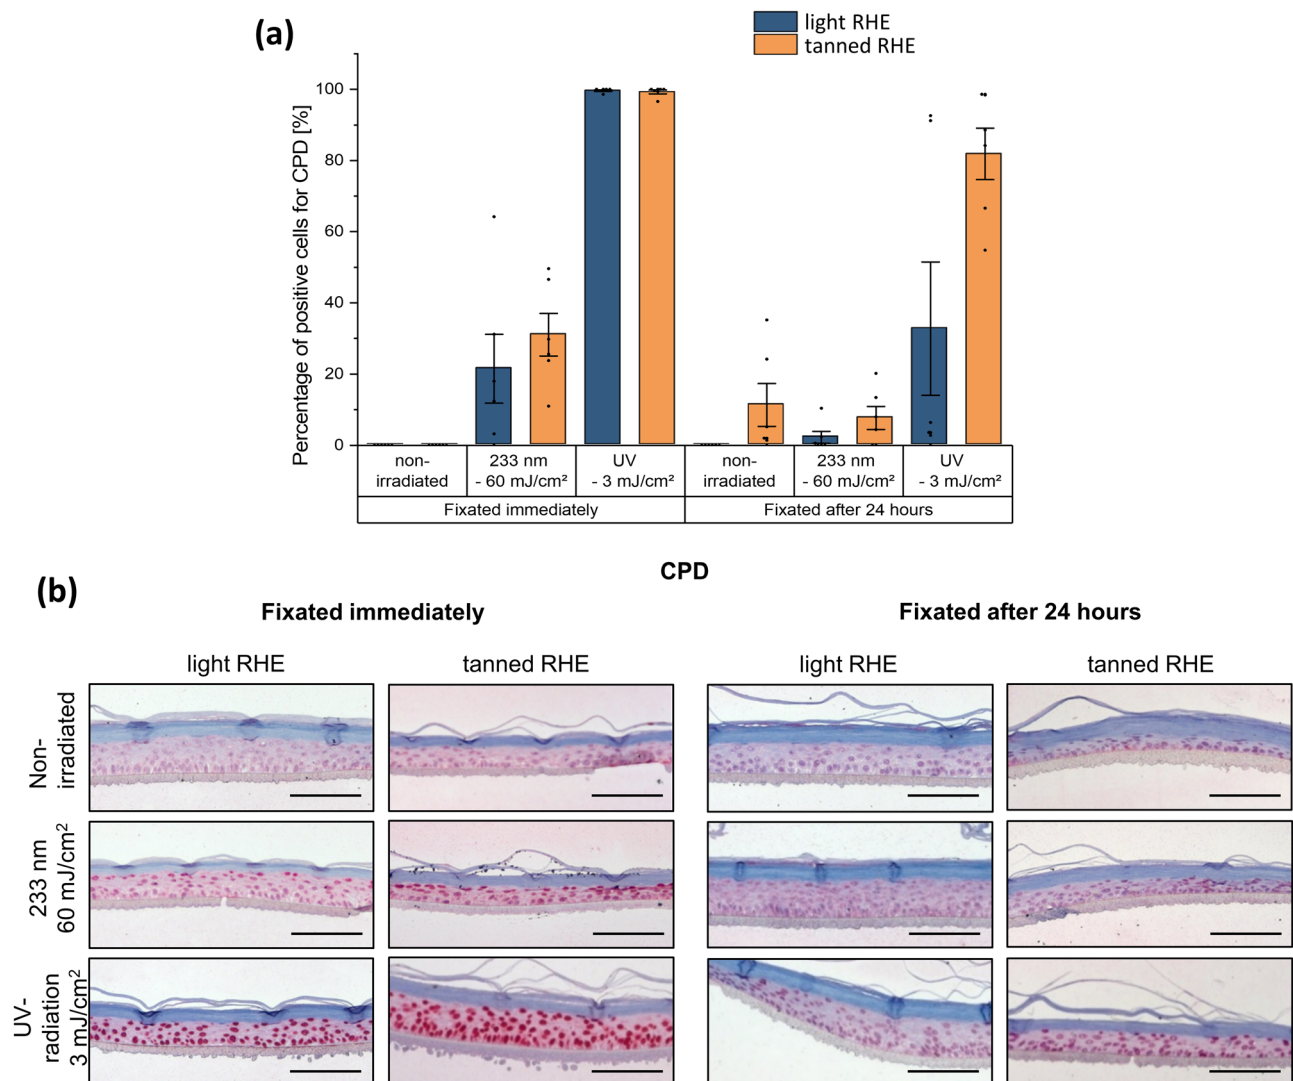 (a)
light RHE
tanned RHE
Percentage of positive cells for CPD [%]
100
80
60
40
20
0
non-
irradiated
233 nm
- 60 mJ/cm²
UV
- 3 mJ/cm²
non-
irradiated
233 nm
- 60 mJ/cm²
UV
- 3 mJ/cm²
Fixated immediately
Fixated after 24 hours
CPD
(b)
Fixated immediately
Fixated after 24 hours
light RHE
tanned RHE
light RHE
tanned RHE
Non-
irradiated
233 nm
60 mJ/cm²
UV-
radiation
3 mJ/cm²